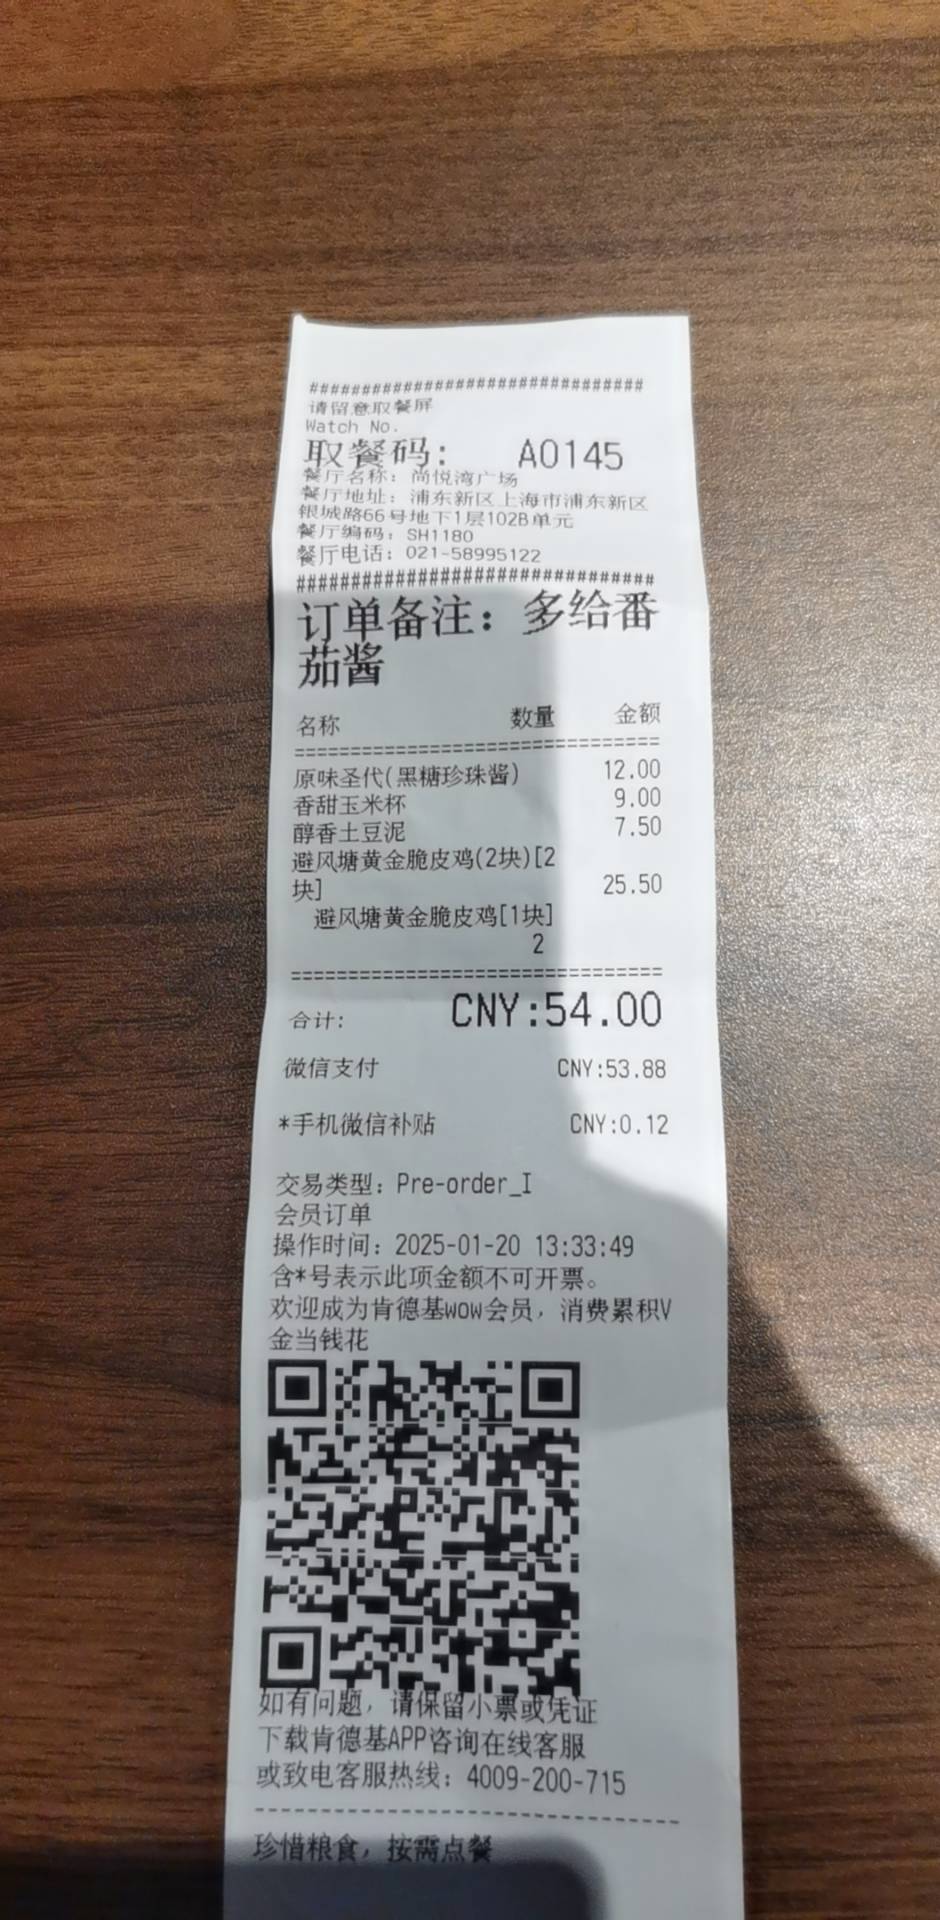 ################################
请留意取餐屏
Watch No.
取餐码： A0145
餐厅名称：尚悦湾广场
餐厅地址：浦东新区上海市浦东新区
银城路66号地下1层102B单元
餐厅编码：SH1180
餐厅电话：021-58995122
################################
订单备注：多给番
茄酱
名称 数量 金额
================================
原味圣代(黑糖珍珠酱) 12.00
香甜玉米杯 9.00
醇香土豆泥 7.50
避风塘黄金脆皮鸡(2块)[2
块] 25.50
避风塘黄金脆皮鸡[1块]
2
================================
合计： CNY:54.00
微信支付 CNY:53.88
*手机微信补贴 CNY:0.12
交易类型：Pre-order_I
会员订单
操作时间：2025-01-20 13:33:49
含*号表示此项金额不可开票。
欢迎成为肯德基wow会员，消费累积V
金当钱花
如有问题，请保留小票或凭证
下载肯德基APP咨询在线客服
或致电客服热线：4009-200-715
--------------------------------
珍惜粮食，按需点餐